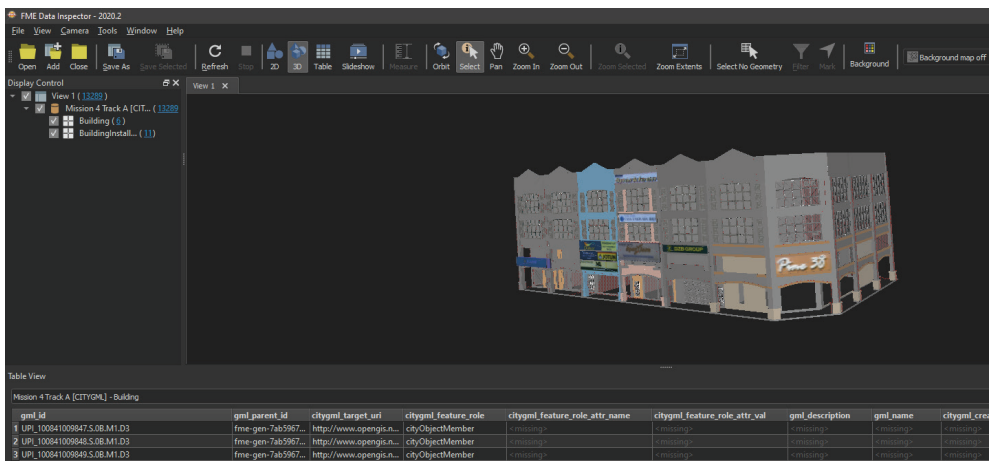 FME Data Inspector - 2020.2
File View Camera Tools Window Help
Open Add Close Save As Save Selected Refresh Stop 2D 3D Table Slideshow Measure Orbit Select Pan Zoom In Zoom Out Zoom Selected Zoom Extents Select No Geometry Filter Mark Background Background map off
Display Control
View 1
View 1 ( 13289 )
Mission 4 Track A [CIT... ( 13289
Building ( 6 )
BuildingInstall... ( 11 )
SZB GROUP
Pine 38
Table View
Mission 4 Track A [CITYGML] - Building
gml_id gml_parent_id citygml_target_uri citygml_feature_role citygml_feature_role_attr_name citygml_feature_role_attr_val gml_description gml_name citygml_crea
1 UPI_100841009847.S.0B.M1.D3 fme-gen-7ab5967... http://www.opengis.n... cityObjectMember <missing> <missing> <missing> <missing> <missing>
2 UPI_100841009848.S.0B.M1.D3 fme-gen-7ab5967... http://www.opengis.n... cityObjectMember <missing> <missing> <missing> <missing> <missing>
3 UPI_100841009849.S.0B.M1.D3 fme-gen-7ab5967... http://www.opengis.n... cityObjectMember <missing> <missing> <missing> <missing> <missing>